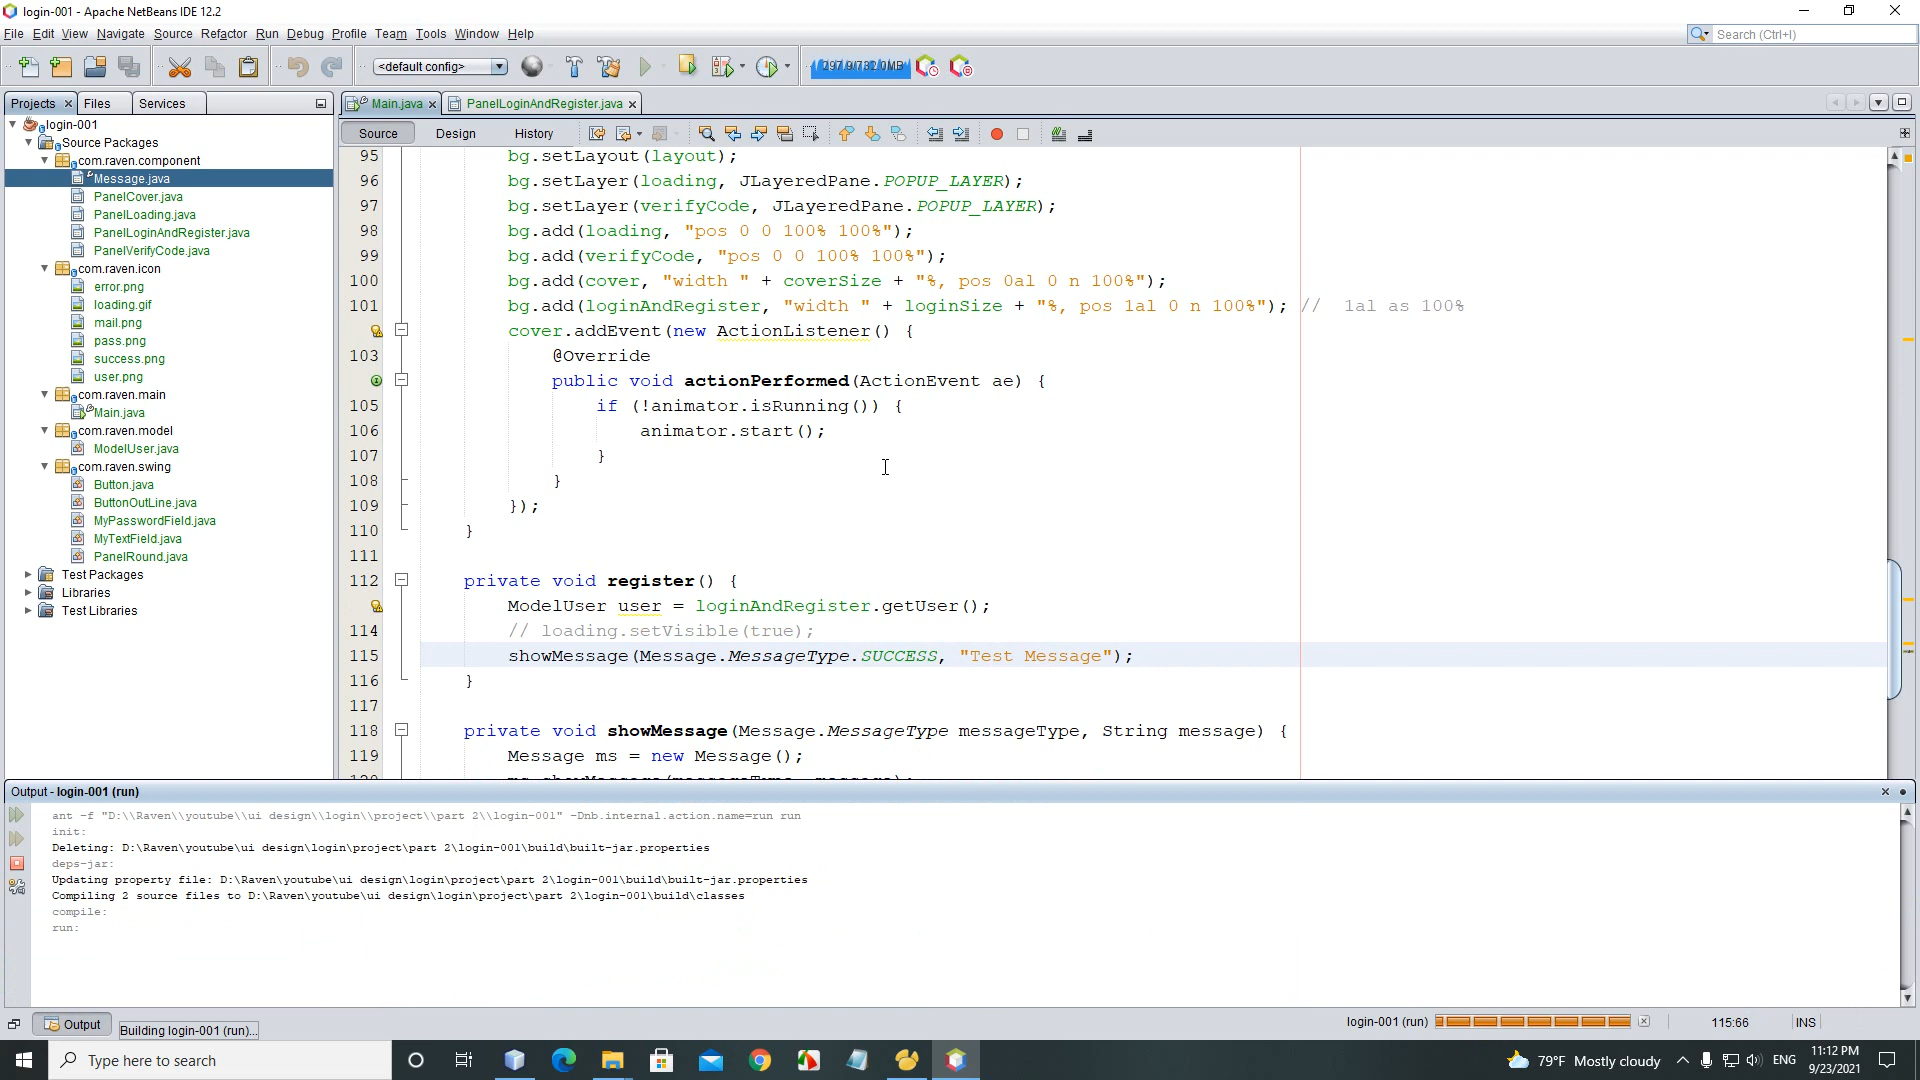 login-001 - Apache NetBeans IDE 12.2
File Edit View Navigate Source Refactor Run Debug Profile Team Tools Window Help
Search (Ctrl+I)
<default config>
297.9/732.0MB
Projects Files Services
Main.java PanelLoginAndRegister.java
Source Design History
login-001
Source Packages
com.raven.component
Message.java
PanelCover.java
PanelLoading.java
PanelLoginAndRegister.java
PanelVerifyCode.java
com.raven.icon
error.png
loading.gif
mail.png
pass.png
success.png
user.png
com.raven.main
Main.java
com.raven.model
ModelUser.java
com.raven.swing
Button.java
ButtonOutLine.java
MyPasswordField.java
MyTextField.java
PanelRound.java
Test Packages
Libraries
Test Libraries
95 bg.setLayout(layout);
96 bg.setLayer(loading, JLayeredPane.POPUP_LAYER);
97 bg.setLayer(verifyCode, JLayeredPane.POPUP_LAYER);
98 bg.add(loading, "pos 0 0 100% 100%");
99 bg.add(verifyCode, "pos 0 0 100% 100%");
100 bg.add(cover, "width " + coverSize + "%, pos 0al 0 n 100%");
101 bg.add(loginAndRegister, "width " + loginSize + "%, pos 1al 0 n 100%"); //  1al as 100%
cover.addEvent(new ActionListener() {
103 @Override
public void actionPerformed(ActionEvent ae) {
105 if (!animator.isRunning()) {
106 animator.start();
107 }
108 }
109 });
110 }
111
112 private void register() {
ModelUser user = loginAndRegister.getUser();
114 // loading.setVisible(true);
115 showMessage(Message.MessageType.SUCCESS, "Test Message");
116 }
117
118 private void showMessage(Message.MessageType messageType, String message) {
119 Message ms = new Message();
Output - login-001 (run)
ant -f "D:\\Raven\\youtube\\ui design\\login\\project\\part 2\\login-001" -Dnb.internal.action.name=run run
init:
Deleting: D:\Raven\youtube\ui design\login\project\part 2\login-001\build\built-jar.properties
deps-jar:
Updating property file: D:\Raven\youtube\ui design\login\project\part 2\login-001\build\built-jar.properties
Compiling 2 source files to D:\Raven\youtube\ui design\login\project\part 2\login-001\build\classes
compile:
run:
Output
Building login-001 (run)...
login-001 (run)
115:66 INS
Type here to search
79°F Mostly cloudy
ENG
11:12 PM
9/23/2021